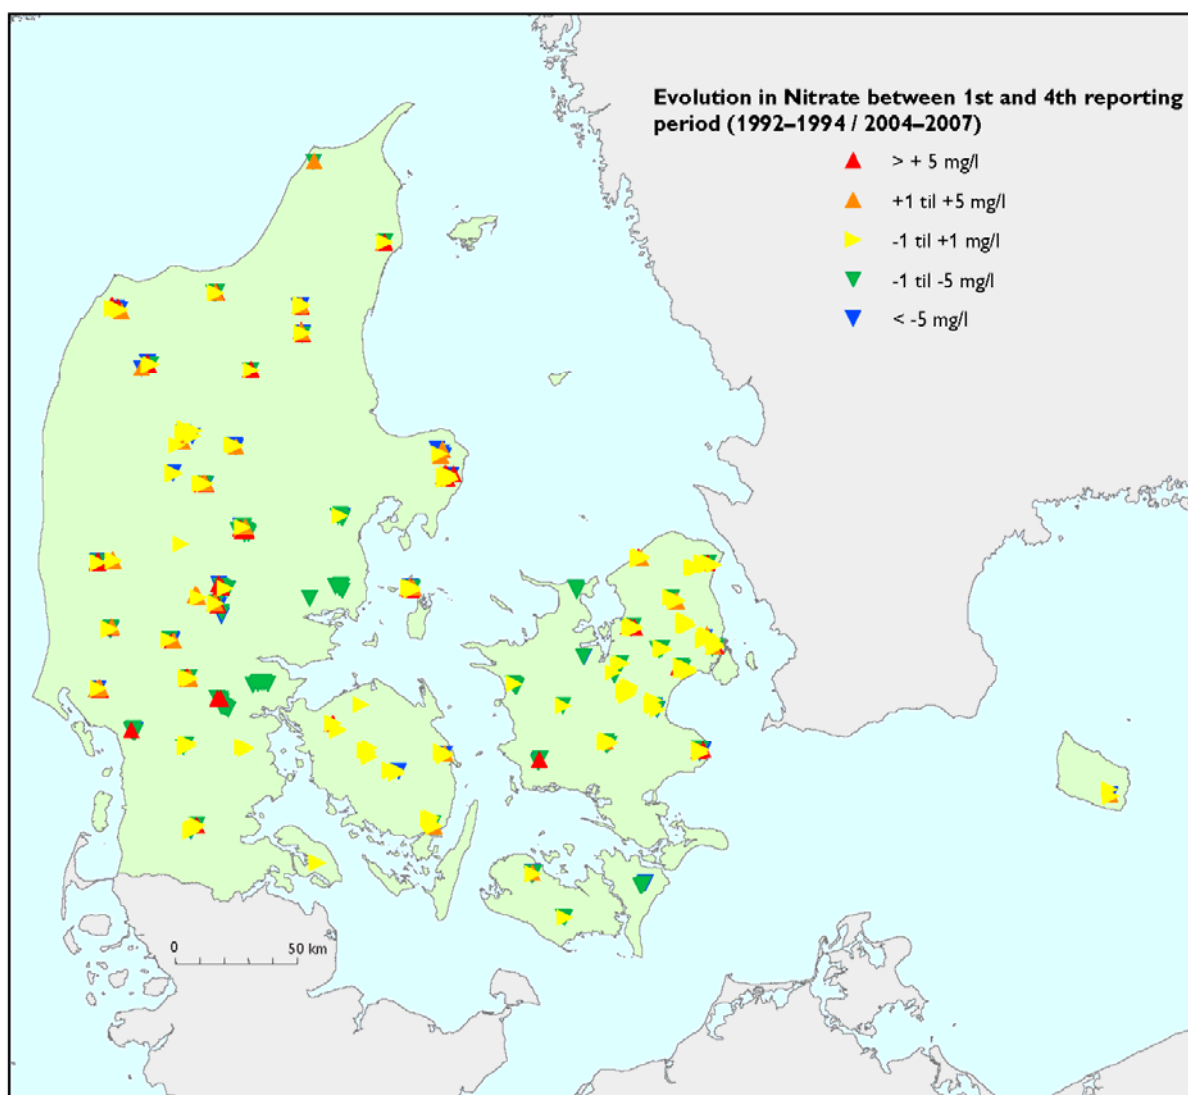 Evolution in Nitrate between 1st and 4th reporting
period (1992–1994 / 2004–2007)
> + 5 mg/l
+1 til +5 mg/l
-1 til +1 mg/l
-1 til -5 mg/l
< -5 mg/l
0 50 km